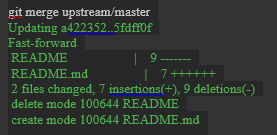 git merge upstream/master
Updating a422352..5fdff0f
Fast-forward
README | 9 -------
README.md | 7 ++++++
2 files changed, 7 insertions(+), 9 deletions(-)
delete mode 100644 README
create mode 100644 README.md